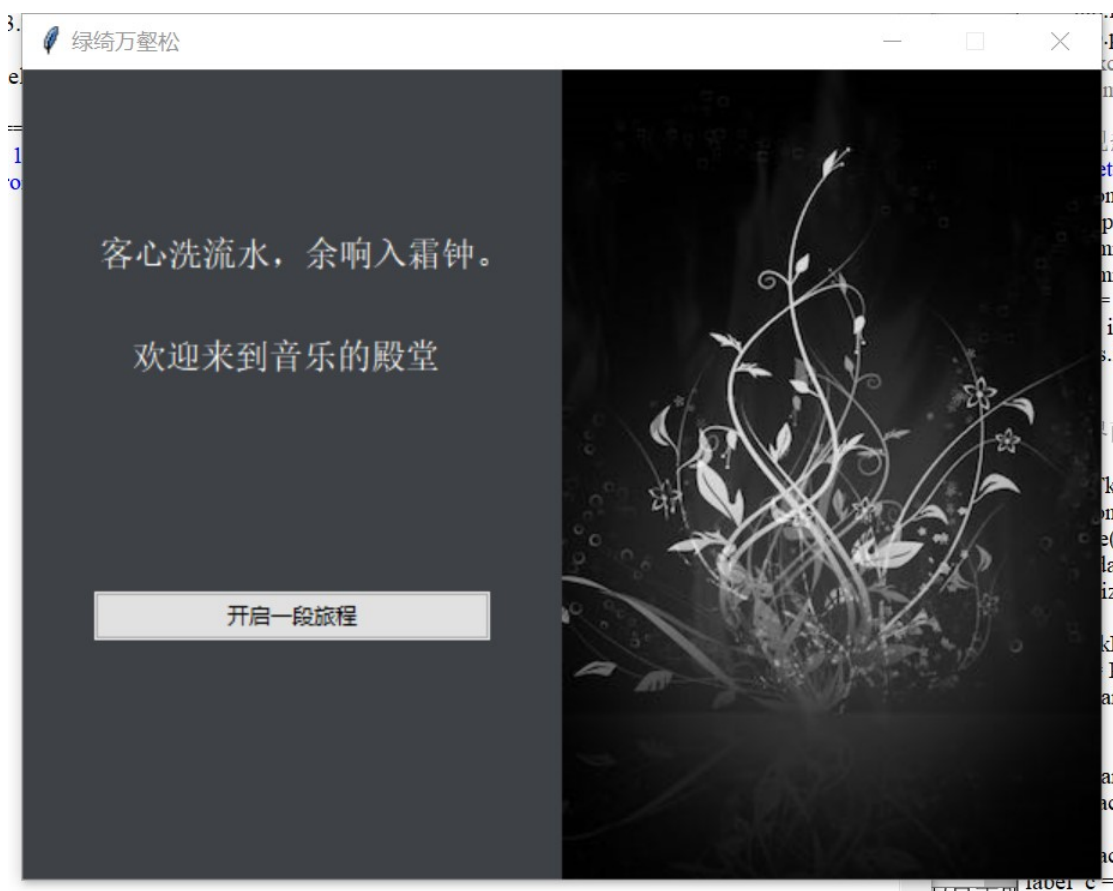 绿绮万壑松
客心洗流水，余响入霜钟。
欢迎来到音乐的殿堂
开启一段旅程
label_c =